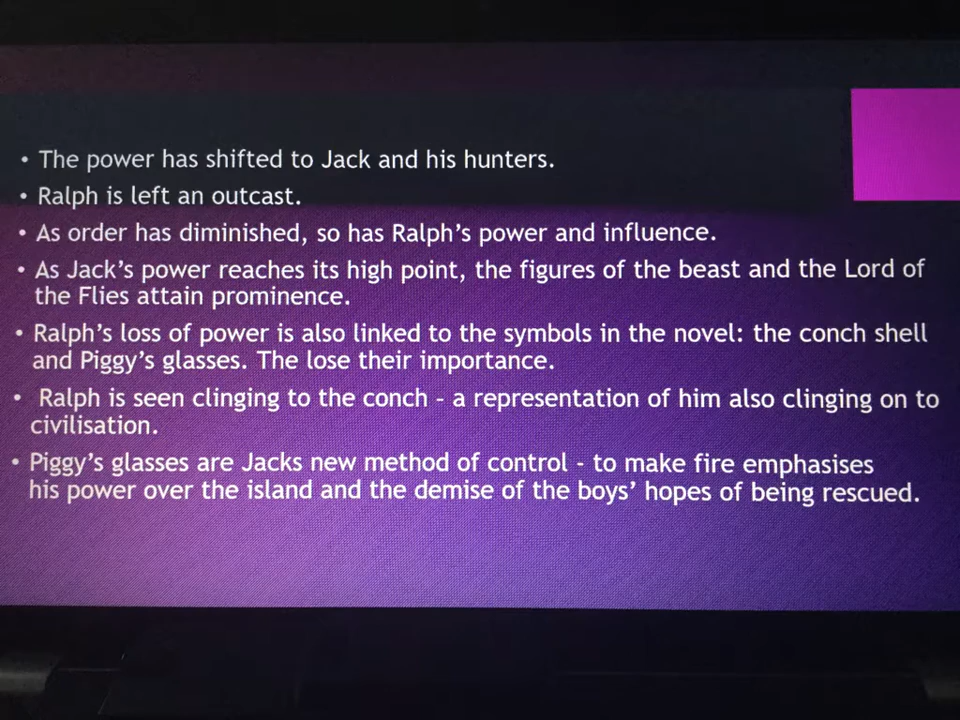 • The power has shifted to Jack and his hunters.
• Ralph is left an outcast.
• As order has diminished, so has Ralph's power and influence.
• As Jack's power reaches its high point, the figures of the beast and the Lord of
the Flies attain prominence.
• Ralph's loss of power is also linked to the symbols in the novel: the conch shell
and Piggy's glasses. The lose their importance.
• Ralph is seen clinging to the conch - a representation of him also clinging on to
civilisation.
• Piggy's glasses are Jacks new method of control - to make fire emphasises
his power over the island and the demise of the boys' hopes of being rescued.